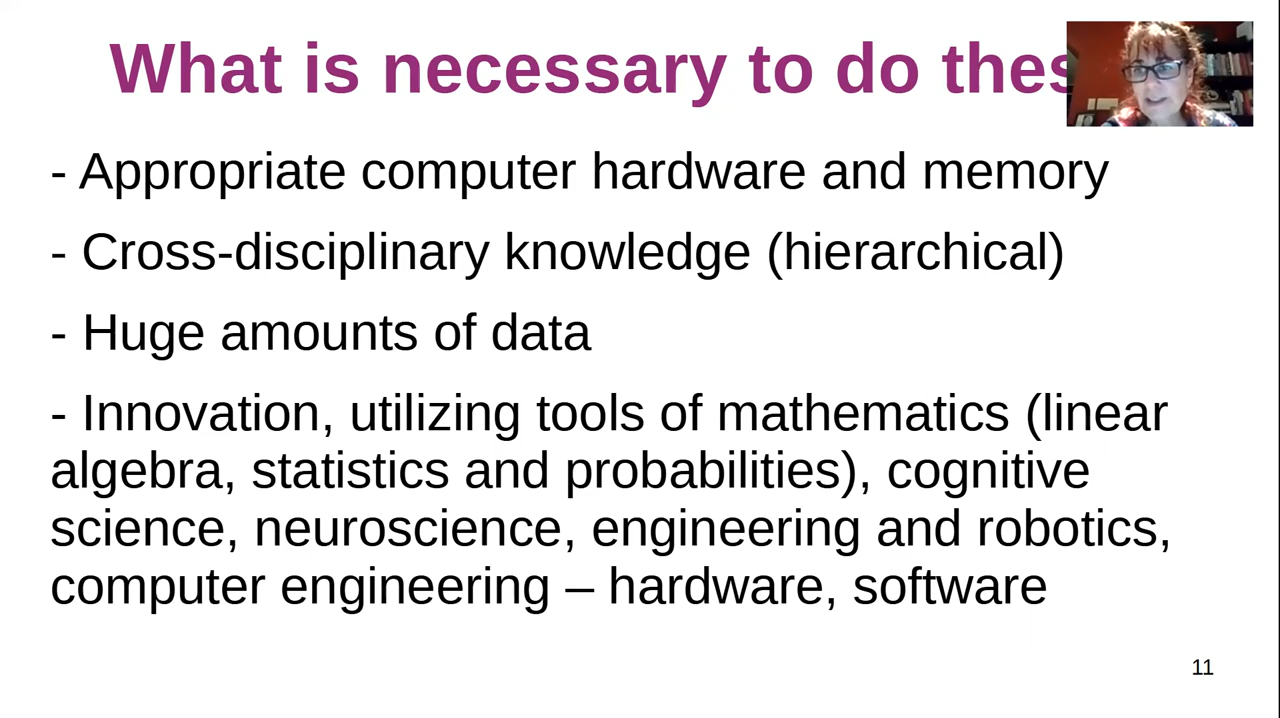 What is necessary to do
- Appropriate computer hardware and memory
- Cross-disciplinary knowledge (hierarchical)
- Huge amounts of data
- Innovation, utilizing tools of mathematics (linear
algebra, statistics and probabilities), cognitive
science, neuroscience, engineering and robotics,
computer engineering – hardware, software
11